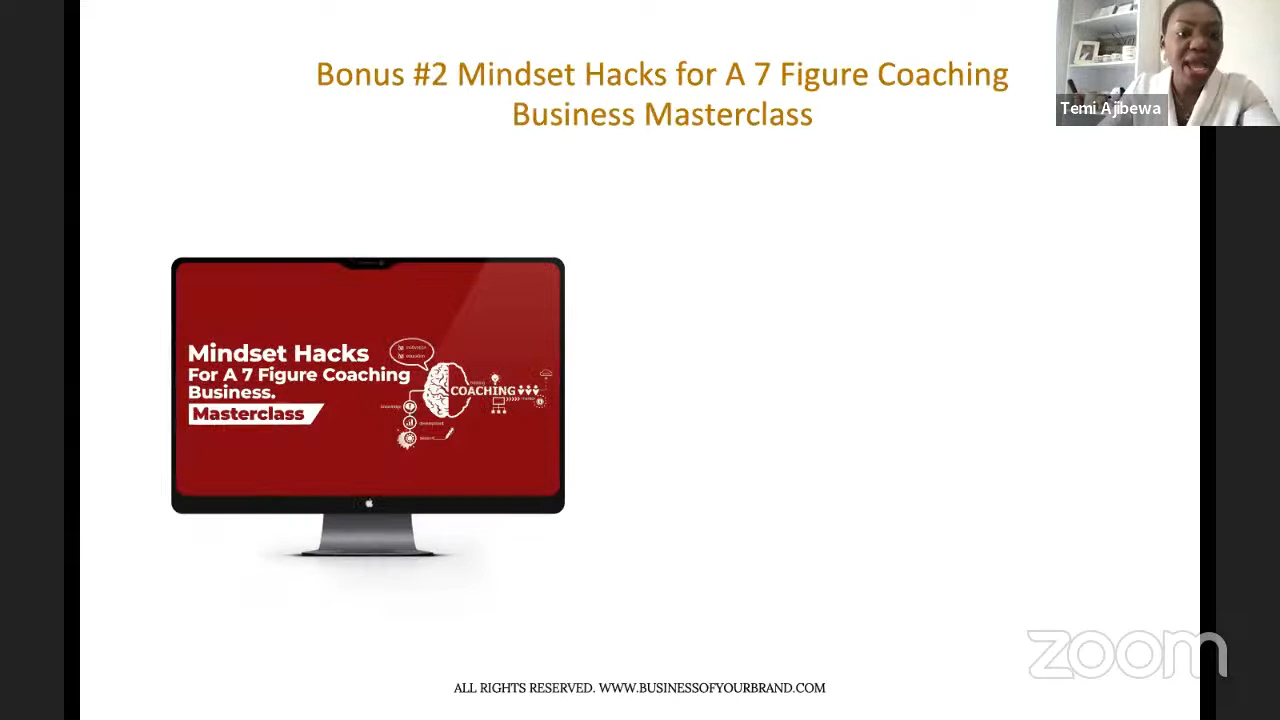 Bonus #2 Mindset Hacks for A 7 Figure Coaching
Business Masterclass
Temi Ajibewa
Mindset Hacks
For A 7 Figure Coaching
Business.
Masterclass
COACHING
zoom
ALL RIGHTS RESERVED. WWW.BUSINESSOFYOURBRAND.COM